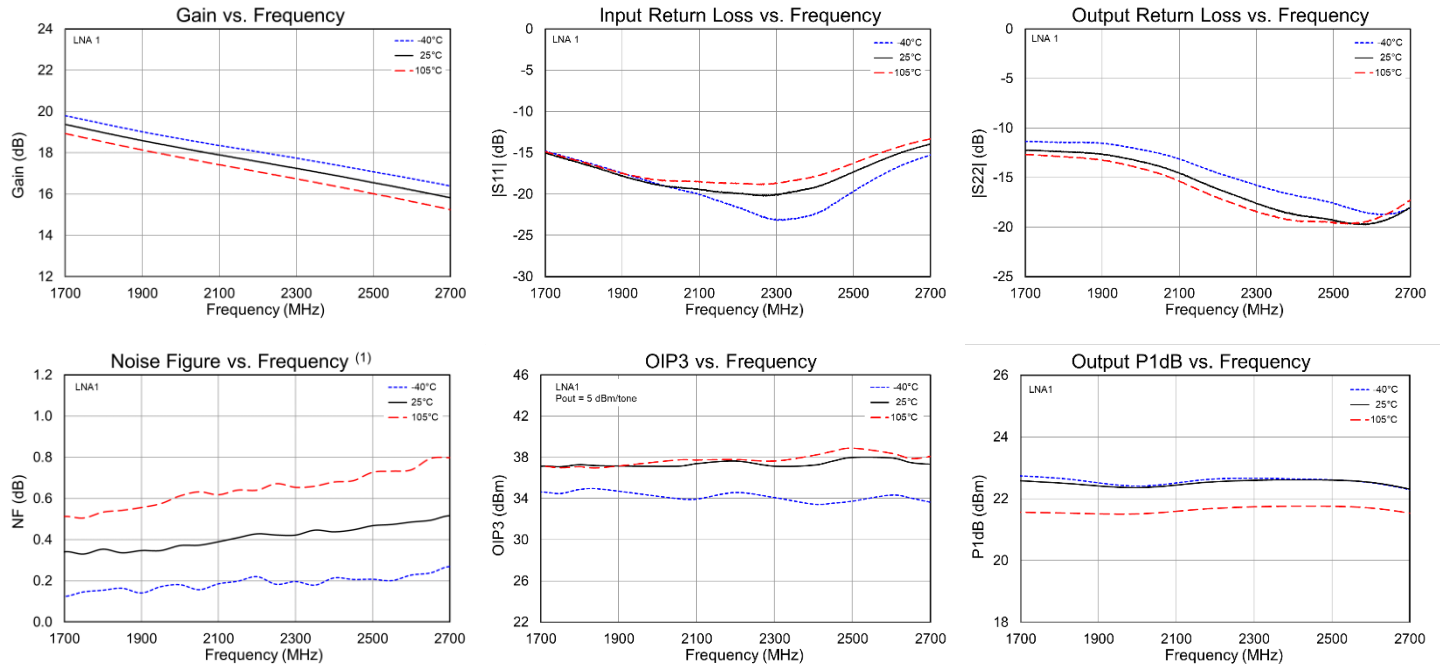 Gain vs. Frequency
24
22
20
18
16
14
12
Gain (dB)
LNA 1
-40°C
25°C
105°C
1700
1900
2100
2300
2500
2700
Frequency (MHz)
Input Return Loss vs. Frequency
0
-5
-10
-15
-20
-25
-30
|S11| (dB)
LNA 1
-40°C
25°C
105°C
1700
1900
2100
2300
2500
2700
Frequency (MHz)
Output Return Loss vs. Frequency
0
-5
-10
-15
-20
-25
|S22| (dB)
LNA 1
-40°C
25°C
105°C
1700
1900
2100
2300
2500
2700
Frequency (MHz)
Noise Figure vs. Frequency (1)
1.2
1.0
0.8
0.6
0.4
0.2
0.0
NF (dB)
LNA1
-40°C
25°C
105°C
1700
1900
2100
2300
2500
2700
Frequency (MHz)
OIP3 vs. Frequency
46
42
38
34
30
26
22
OIP3 (dBm)
LNA1
Pout = 5 dBm/tone
-40°C
25°C
105°C
1700
1900
2100
2300
2500
2700
Frequency (MHz)
Output P1dB vs. Frequency
26
24
22
20
18
P1dB (dBm)
LNA1
-40°C
25°C
105°C
1700
1900
2100
2300
2500
2700
Frequency (MHz)